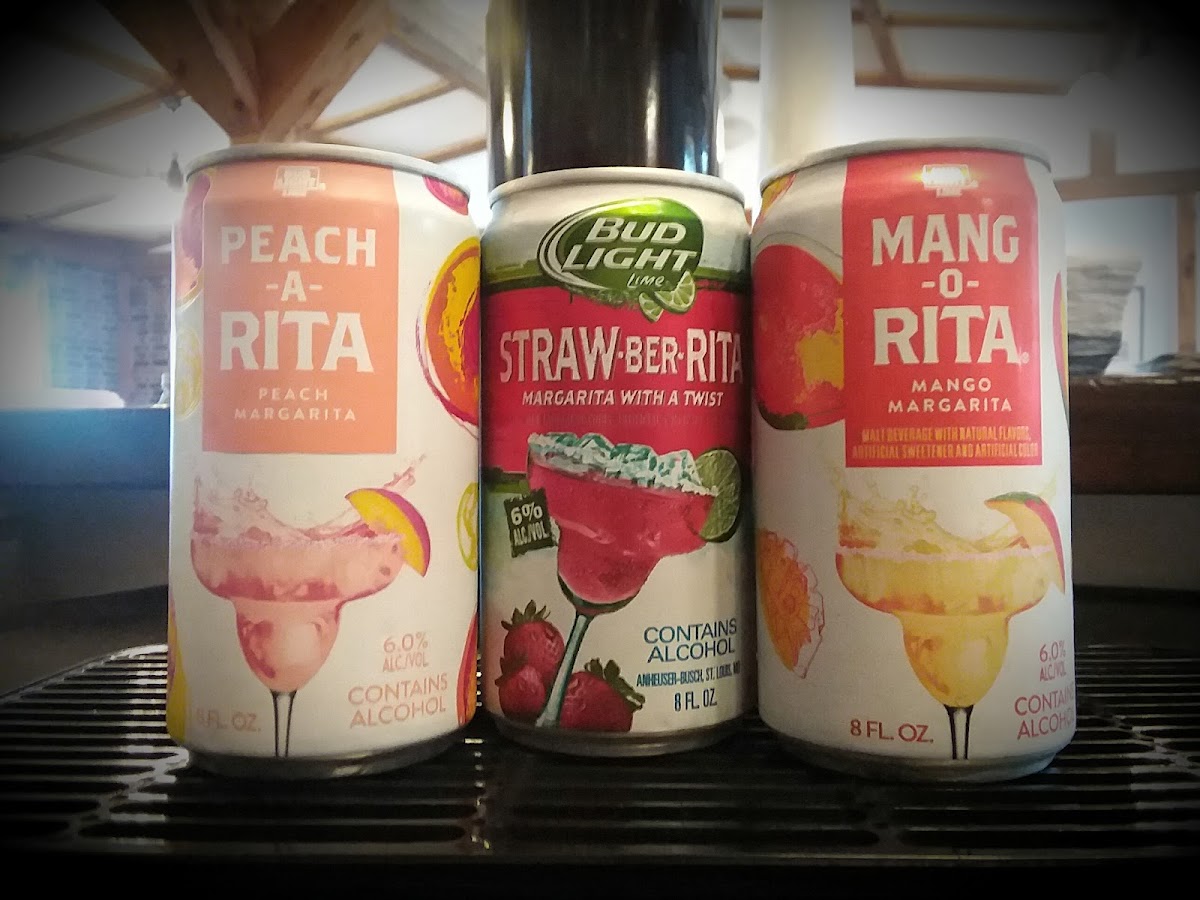 PEACH
-A-
RITA
PEACH
MARGARITA
6.0%
ALC/VOL
CONTAINS
ALCOHOL
8 FL. OZ.
BUD
LIGHT
Lime
STRAW-BER-RITA
MARGARITA WITH A TWIST
6%
ALC/VOL
CONTAINS
ALCOHOL
ANHEUSER-BUSCH, ST. LOUIS,
8 FL. OZ.
MANG
-O-
RITA®
MANGO
MARGARITA
MALT BEVERAGE WITH NATURAL FLAVORS,
ARTIFICIAL SWEETENER AND ARTIFICIAL COLOR
6.0%
ALC/VOL
CONTAINS
ALCOHOL
8 FL. OZ.